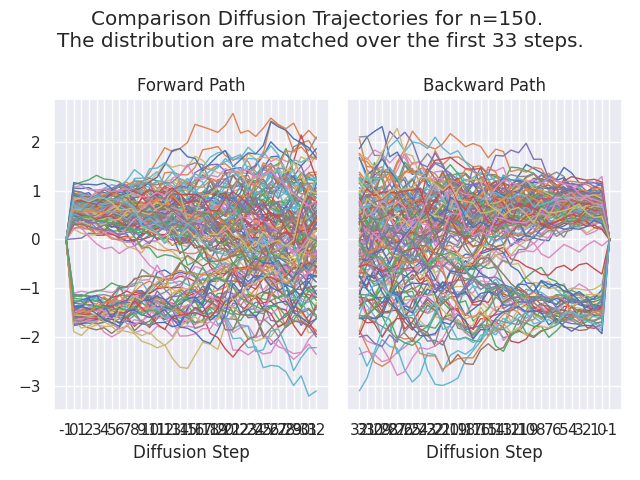 Comparison Diffusion Trajectories for n=150.
The distribution are matched over the first 33 steps.
Forward Path
Backward Path
2
1
0
−1
−2
−3
Diffusion Step
Diffusion Step